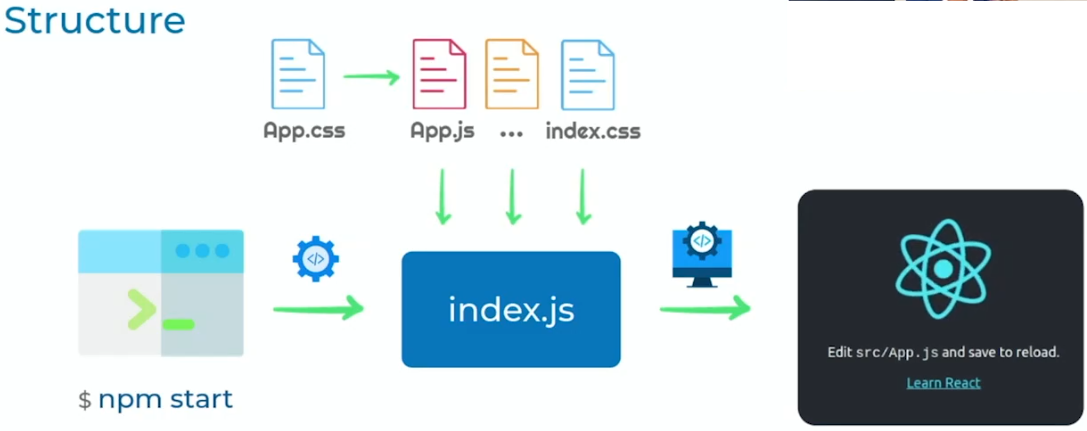 Structure
App.css
App.js
...
index.css
</>
</>
index.js
>_
$ npm start
Edit src/App.js and save to reload.
Learn React